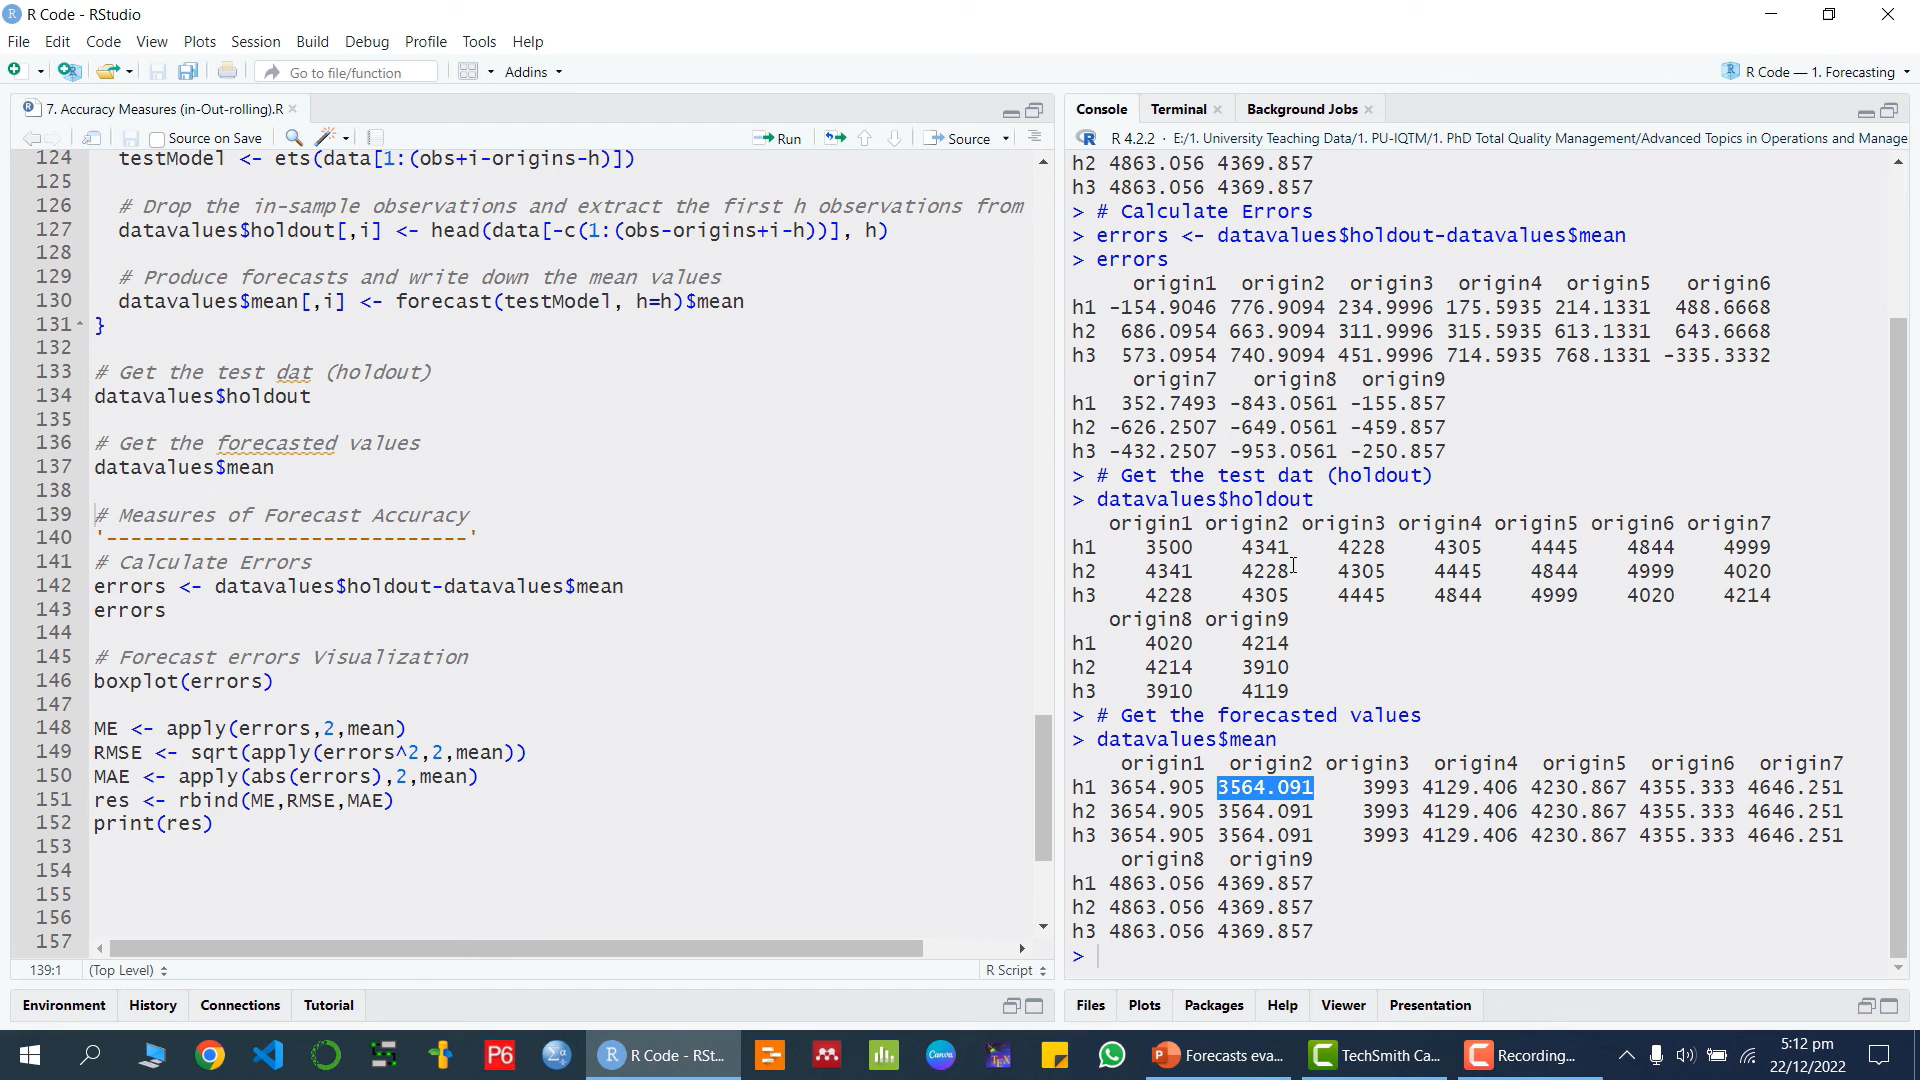 R Code - RStudio
File Edit Code View Plots Session Build Debug Profile Tools Help
Go to file/function Addins R Code — 1. Forecasting
7. Accuracy Measures (in-Out-rolling).R
Source on Save Run Source
124 testModel <- ets(data[1:(obs+i-origins-h)])
125
126 # Drop the in-sample observations and extract the first h observations from
127 datavalues$holdout[,i] <- head(data[-c(1:(obs-origins+i-h))], h)
128
129 # Produce forecasts and write down the mean values
130 datavalues$mean[,i] <- forecast(testModel, h=h)$mean
131 }
132
133 # Get the test dat (holdout)
134 datavalues$holdout
135
136 # Get the forecasted values
137 datavalues$mean
138
139 # Measures of Forecast Accuracy
140 '------------------------------'
141 # Calculate Errors
142 errors <- datavalues$holdout-datavalues$mean
143 errors
144
145 # Forecast errors Visualization
146 boxplot(errors)
147
148 ME <- apply(errors,2,mean)
149 RMSE <- sqrt(apply(errors^2,2,mean))
150 MAE <- apply(abs(errors),2,mean)
151 res <- rbind(ME,RMSE,MAE)
152 print(res)
153
154
155
156
157
139:1 (Top Level) R Script
Environment History Connections Tutorial
Console Terminal Background Jobs
R 4.2.2 · E:/1. University Teaching Data/1. PU-IQTM/1. PhD Total Quality Management/Advanced Topics in Operations and Manage
h2 4863.056 4369.857
h3 4863.056 4369.857
> # Calculate Errors
> errors <- datavalues$holdout-datavalues$mean
> errors
origin1 origin2 origin3 origin4 origin5 origin6
h1 -154.9046 776.9094 234.9996 175.5935 214.1331 488.6668
h2 686.0954 663.9094 311.9996 315.5935 613.1331 643.6668
h3 573.0954 740.9094 451.9996 714.5935 768.1331 -335.3332
origin7 origin8 origin9
h1 352.7493 -843.0561 -155.857
h2 -626.2507 -649.0561 -459.857
h3 -432.2507 -953.0561 -250.857
> # Get the test dat (holdout)
> datavalues$holdout
origin1 origin2 origin3 origin4 origin5 origin6 origin7
h1 3500 4341 4228 4305 4445 4844 4999
h2 4341 4228 4305 4445 4844 4999 4020
h3 4228 4305 4445 4844 4999 4020 4214
origin8 origin9
h1 4020 4214
h2 4214 3910
h3 3910 4119
> # Get the forecasted values
> datavalues$mean
origin1 origin2 origin3 origin4 origin5 origin6 origin7
h1 3654.905 3564.091 3993 4129.406 4230.867 4355.333 4646.251
h2 3654.905 3564.091 3993 4129.406 4230.867 4355.333 4646.251
h3 3654.905 3564.091 3993 4129.406 4230.867 4355.333 4646.251
origin8 origin9
h1 4863.056 4369.857
h2 4863.056 4369.857
h3 4863.056 4369.857
>
Files Plots Packages Help Viewer Presentation
P6 Σα Canva TEX R Code - RSt... Forecasts eva... TechSmith Ca... Recording... 5:12 pm
22/12/2022